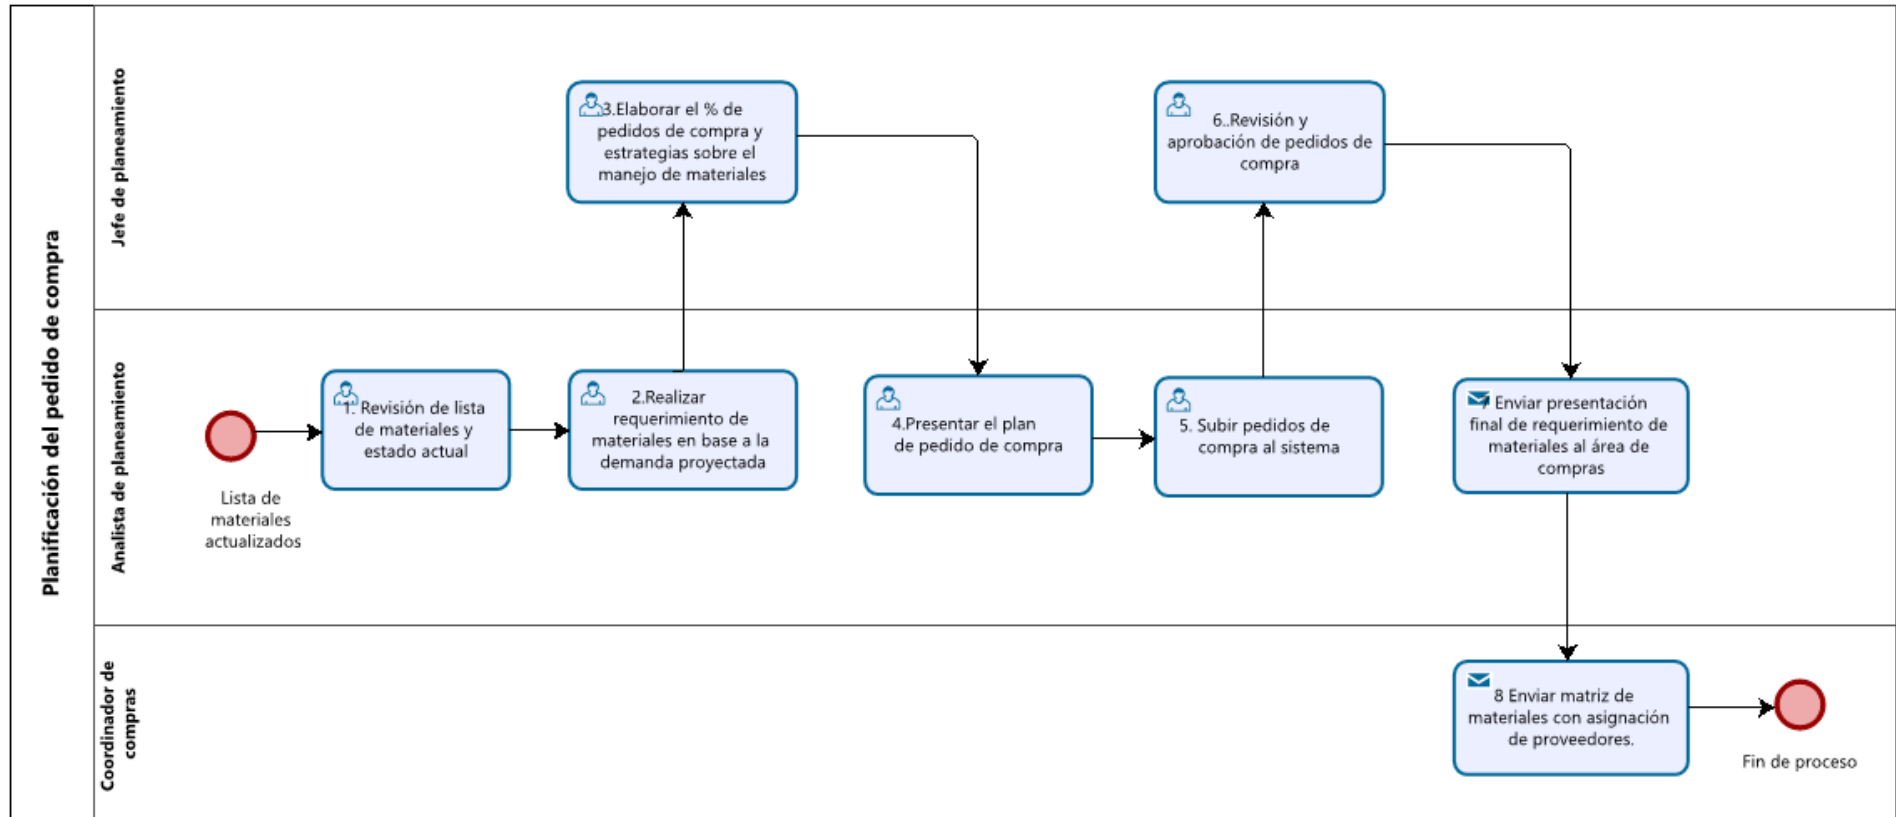 Planificación del pedido de compra
Jefe de planeamiento
3.Elaborar el % de
pedidos de compra y
estrategias sobre el
manejo de materiales
6..Revisión y
aprobación de pedidos de
compra
Analista de planeamiento
Lista de
materiales
actualizados
1. Revisión de lista
de materiales y
estado actual
2.Realizar
requerimiento de
materiales en base a la
demanda proyectada
4.Presentar el plan
de pedido de compra
5. Subir pedidos de
compra al sistema
Enviar presentación
final de requerimiento de
materiales al área de
compras
Coordinador de
compras
8 Enviar matriz de
materiales con asignación
de proveedores.
Fin de proceso